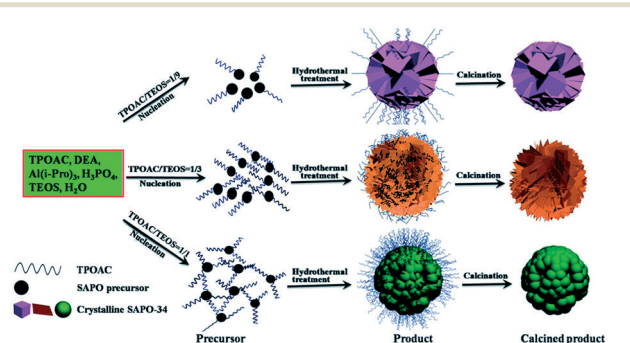 TPOAC/TEOS=1/9
Nucleation
Hydrothermal
treatment
Calcination
TPOAC, DEA,
Al(i-Pro)₃, H₃PO₄,
TEOS, H₂O
TPOAC/TEOS=1/3
Nucleation
Hydrothermal
treatment
Calcination
TPOAC/TEOS=1/1
Nucleation
TPOAC
SAPO precursor
Crystalline SAPO-34
Hydrothermal
treatment
Calcination
Precursor
Product
Calcined product